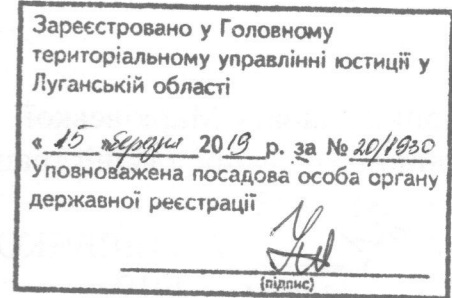 Зареєстровано у Головному
територіальному управлінні юстиції у
Луганській області
« 15 » березня 2019 р. за № 20/1930
Уповноважена посадова особа органу
державної реєстрації
(підпис)